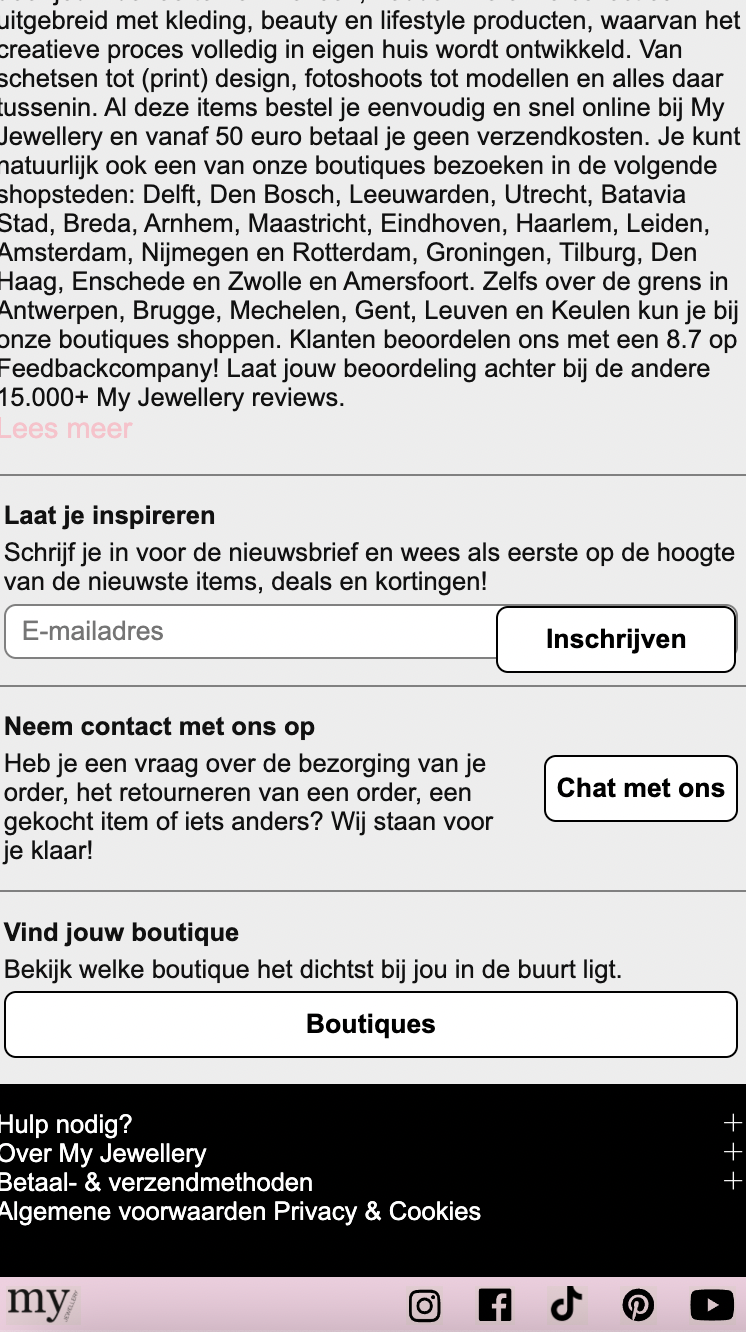 uitgebreid met kleding, beauty en lifestyle producten, waarvan het
creatieve proces volledig in eigen huis wordt ontwikkeld. Van
schetsen tot (print) design, fotoshoots tot modellen en alles daar
tussenin. Al deze items bestel je eenvoudig en snel online bij My
Jewellery en vanaf 50 euro betaal je geen verzendkosten. Je kunt
natuurlijk ook een van onze boutiques bezoeken in de volgende
shopsteden: Delft, Den Bosch, Leeuwarden, Utrecht, Batavia
Stad, Breda, Arnhem, Maastricht, Eindhoven, Haarlem, Leiden,
Amsterdam, Nijmegen en Rotterdam, Groningen, Tilburg, Den
Haag, Enschede en Zwolle en Amersfoort. Zelfs over de grens in
Antwerpen, Brugge, Mechelen, Gent, Leuven en Keulen kun je bij
onze boutiques shoppen. Klanten beoordelen ons met een 8.7 op
Feedbackcompany! Laat jouw beoordeling achter bij de andere
15.000+ My Jewellery reviews.
Lees meer
Laat je inspireren
Schrijf je in voor de nieuwsbrief en wees als eerste op de hoogte
van de nieuwste items, deals en kortingen!
E-mailadres
Inschrijven
Neem contact met ons op
Heb je een vraag over de bezorging van je
order, het retourneren van een order, een
gekocht item of iets anders? Wij staan voor
je klaar!
Chat met ons
Vind jouw boutique
Bekijk welke boutique het dichtst bij jou in de buurt ligt.
Boutiques
Hulp nodig? +
Over My Jewellery +
Betaal- & verzendmethoden +
Algemene voorwaarden Privacy & Cookies
my JEWELLERY